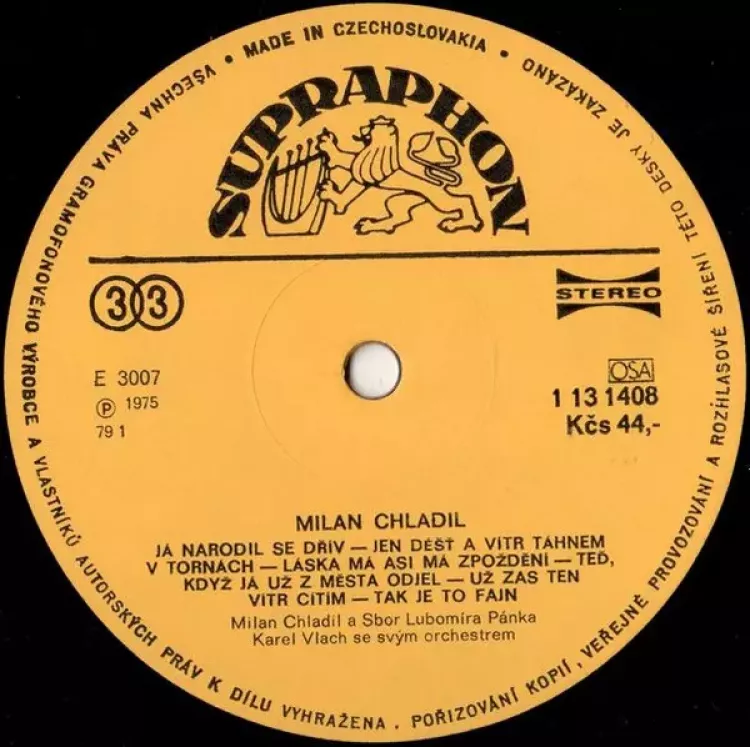 VŠECHNA PRÁVA GRAMOFONOVÉHO VÝROBCE A VLASTNÍKŮ AUTORSKÝCH PRÁV K DÍLU VYHRAŽENA. POŘIZOVÁNÍ KOPIÍ, VEŘEJNÉ PROVOZOVÁNÍ A ROZHLASOVÉ ŠÍŘENÍ TÉTO DESKY JE ZAKÁZÁNO • MADE IN CZECHOSLOVAKIA •
SUPRAPHON
33
STEREO
E 3007
Ⓟ 1975
79 1
OSA
1 13 1408
Kčs 44,-
MILAN CHLADIL
JÁ NARODIL SE DŘÍV — JEN DÉŠŤ A VÍTR TÁHNEM
V TÓRNÁCH — LÁSKA MÁ ASI MÁ ZPOŽDĚNÍ — TEĎ,
KDYŽ JÁ UŽ Z MĚSTA ODJEL — UŽ ZAS TEN
VÍTR CÍTÍM — TAK JE TO FAJN
Milan Chladil a Sbor Lubomíra Pánka
Karel Vlach se svým orchestrem